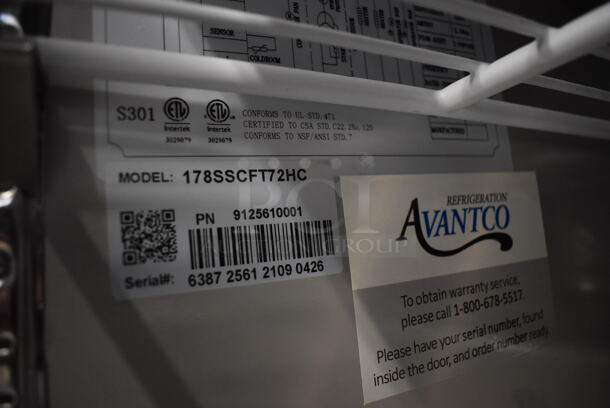 SENSOR
COLDROOM
S301
Intertek
3029079
Intertek
3029079
CONFORMS TO UL STD.471
CERTIFIED TO CSA STD.C22.2No.120
CONFORMS TO NSF/ANSI STD.7
MODEL: 178SSCFT72HC
PN 9125610001
Serial#: 6387 2561 2109 0426
REFRIGERATION
AVANTCO
To obtain warranty service,
please call 1-800-678-5517.
Please have your serial number, found
inside the door, and order number ready.
GROUP